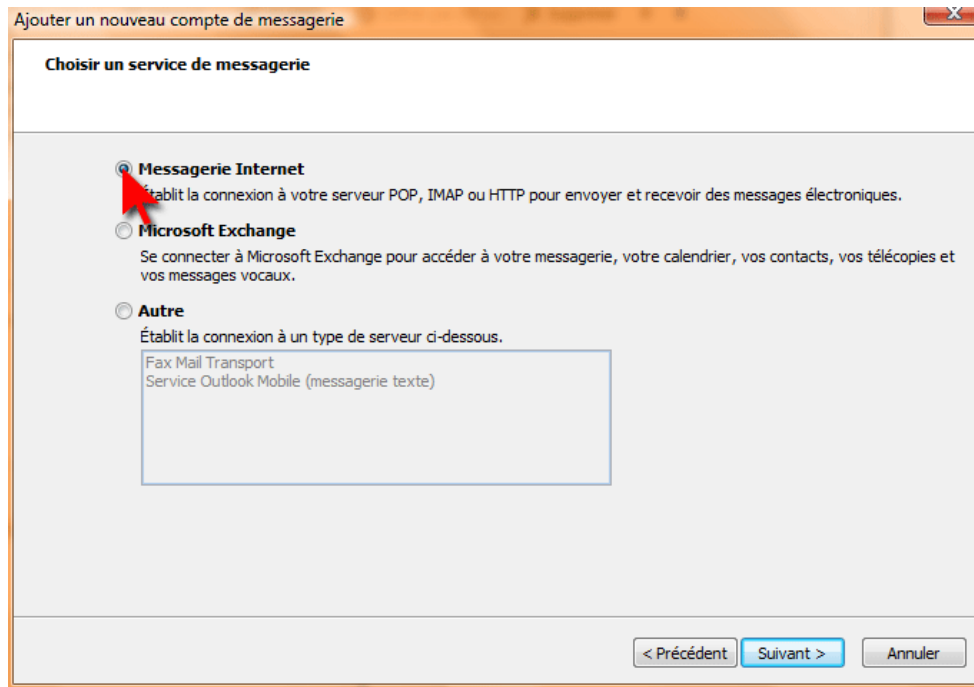 Ajouter un nouveau compte de messagerie
Choisir un service de messagerie
Messagerie Internet
Établit la connexion à votre serveur POP, IMAP ou HTTP pour envoyer et recevoir des messages électroniques.
Microsoft Exchange
Se connecter à Microsoft Exchange pour accéder à votre messagerie, votre calendrier, vos contacts, vos télécopies et
vos messages vocaux.
Autre
Établit la connexion à un type de serveur ci-dessous.
Fax Mail Transport
Service Outlook Mobile (messagerie texte)
< Précédent Suivant > Annuler